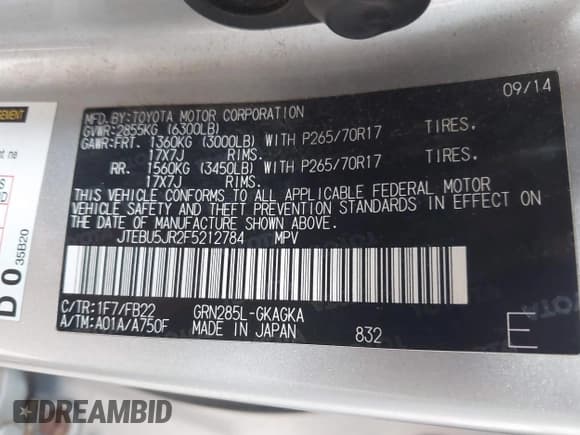 09/14
MFD.BY:TOYOTA MOTOR CORPORATION
GVWR:2855KG (6300LB)
GAWR:FRT. 1360KG (3000LB) WITH P265/70R17 TIRES.
17X7J RIMS.
RR. 1560KG (3450LB) WITH P265/70R17 TIRES.
17X7J RIMS.
THIS VEHICLE CONFORMS TO ALL APPLICABLE FEDERAL MOTOR
VEHICLE SAFETY AND THEFT PREVENTION STANDARDS IN EFFECT ON
THE DATE OF MANUFACTURE SHOWN ABOVE.
JTEBU5JR2F5212784 MPV
C/TR:1F7/FB22 GRN285L-GKAGKA
A/TM:A01A/A750F MADE IN JAPAN 832 E
35B20
D 0
DREAMBID